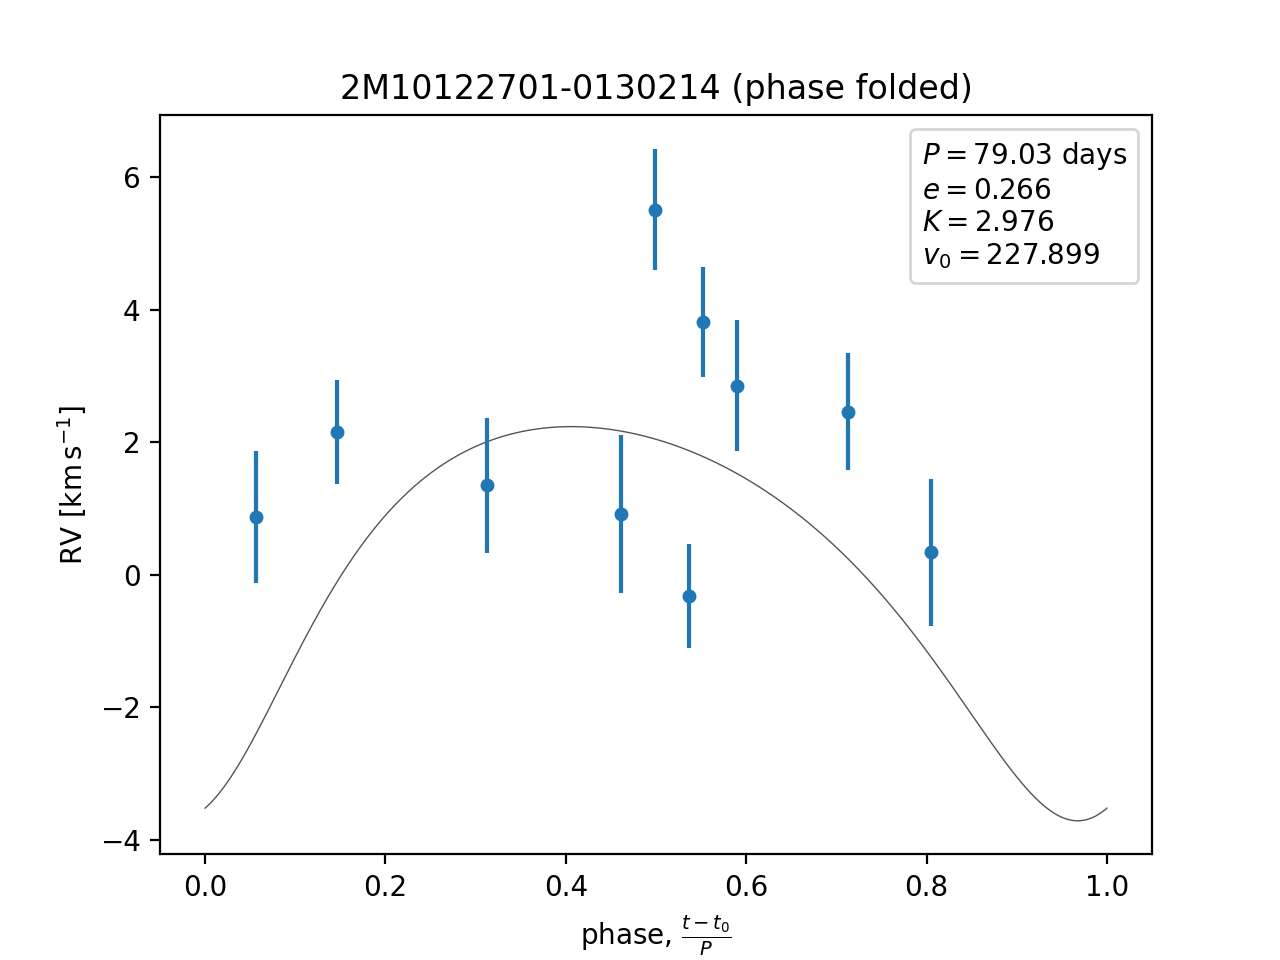 2M10122701-0130214 (phase folded)
P = 79.03 days
e = 0.266
K = 2.976
v₀ = 227.899
RV [km s⁻¹]
6
4
2
0
−2
−4
0.0 0.2 0.4 0.6 0.8 1.0
phase, (t − t₀)/P